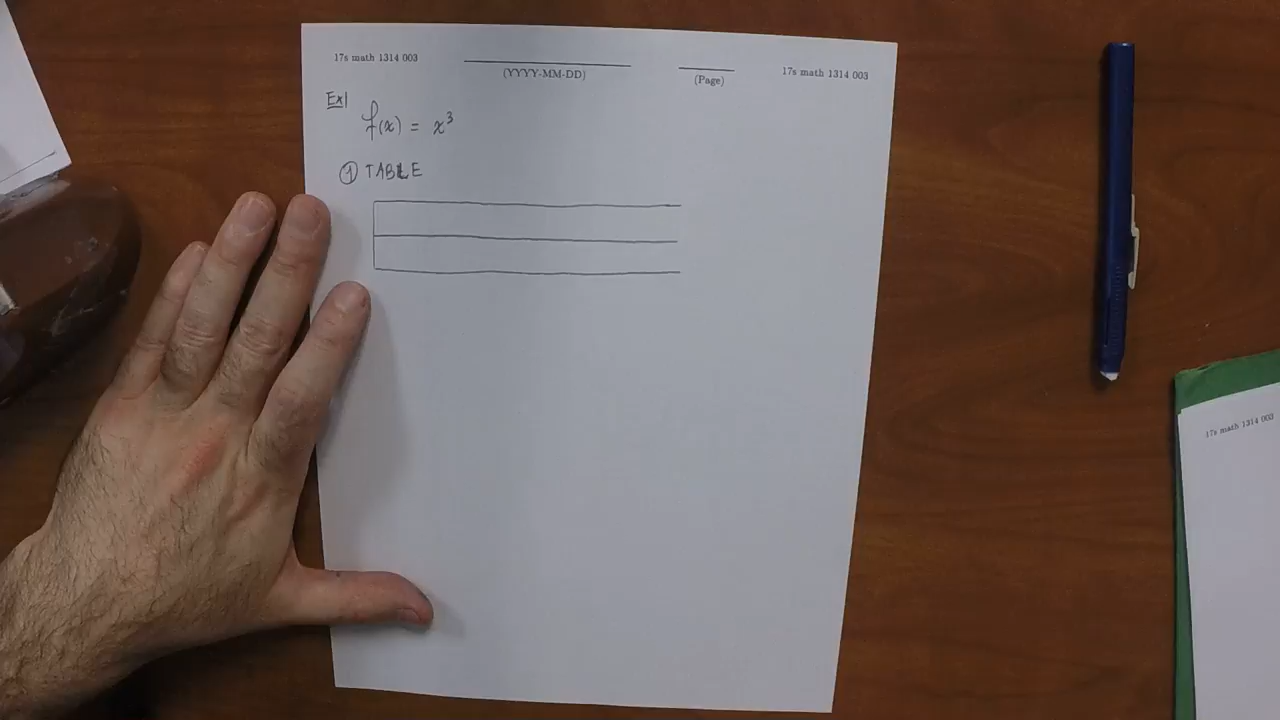 17s math 1314 003
(YYYY-MM-DD)
(Page)
17s math 1314 003
Ex1
f(x) = x³
① TABLE
17s math 1314 003